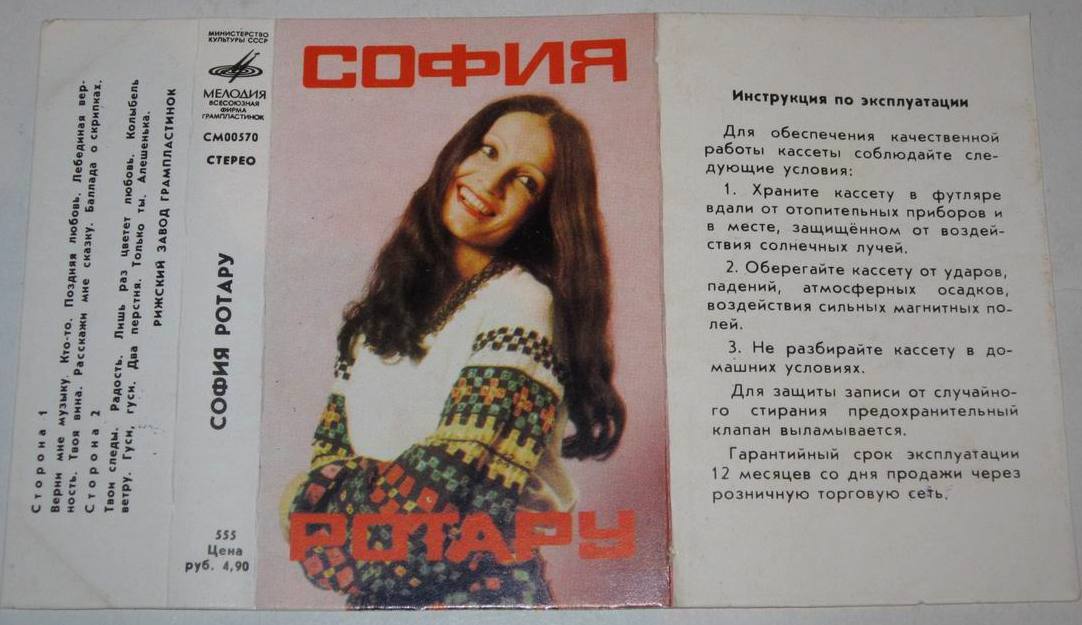 Сторона 1
Верни мне музыку. Кто-то. Поздняя любовь. Лебединая вер-
ность. Твоя вина. Расскажи мне сказку. Баллада о скрипках.
Сторона 2
Твои следы. Радость. Лишь раз цветет любовь. Колыбель
ветру. Гуси, гуси. Два перстня. Только ты. Алешенька.
РИЖСКИЙ ЗАВОД ГРАМПЛАСТИНОК
МИНИСТЕРСТВО
КУЛЬТУРЫ СССР
МЕЛОДИЯ
ВСЕСОЮЗНАЯ
ФИРМА
ГРАМПЛАСТИНОК
СМ00570
СТЕРЕО
СОФИЯ РОТАРУ
555
Цена
руб. 4,90
СОФИЯ
РОТАРУ
Инструкция по эксплуатации
Для обеспечения качественной
работы кассеты соблюдайте сле-
дующие условия:
1. Храните кассету в футляре
вдали от отопительных приборов и
в месте, защищённом от воздей-
ствия солнечных лучей.
2. Оберегайте кассету от ударов,
падений, атмосферных осадков,
воздействия сильных магнитных по-
лей.
3. Не разбирайте кассету в до-
машних условиях.
Для защиты записи от случайно-
го стирания предохранительный
клапан выламывается.
Гарантийный срок эксплуатации
12 месяцев со дня продажи через
розничную торговую сеть.